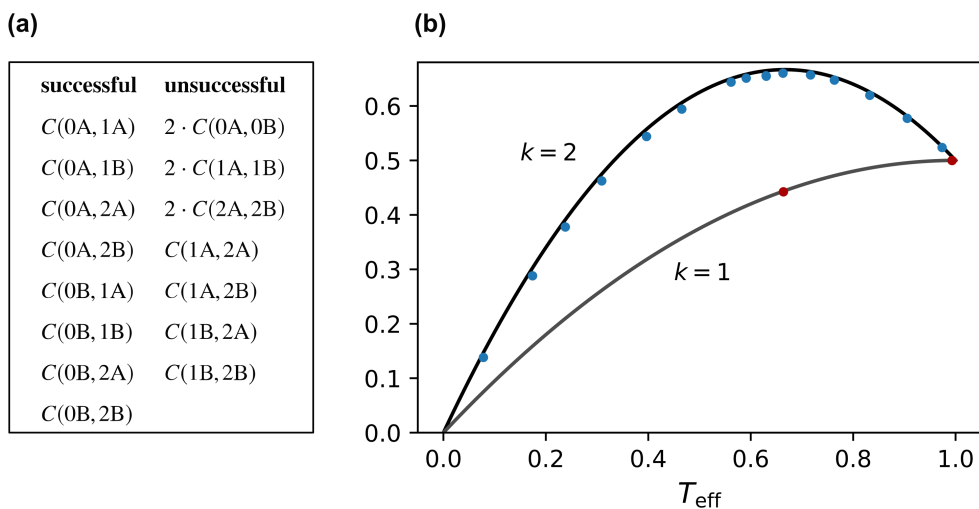 (a)
successful unsuccessful
C(0A, 1A) 2 · C(0A, 0B)
C(0A, 1B) 2 · C(1A, 1B)
C(0A, 2A) 2 · C(2A, 2B)
C(0A, 2B) C(1A, 2A)
C(0B, 1A) C(1A, 2B)
C(0B, 1B) C(1B, 2A)
C(0B, 2A) C(1B, 2B)
C(0B, 2B)
(b)
0.6
0.5
0.4
0.3
0.2
0.1
0.0
k = 2
k = 1
0.0 0.2 0.4 0.6 0.8 1.0
T_eff